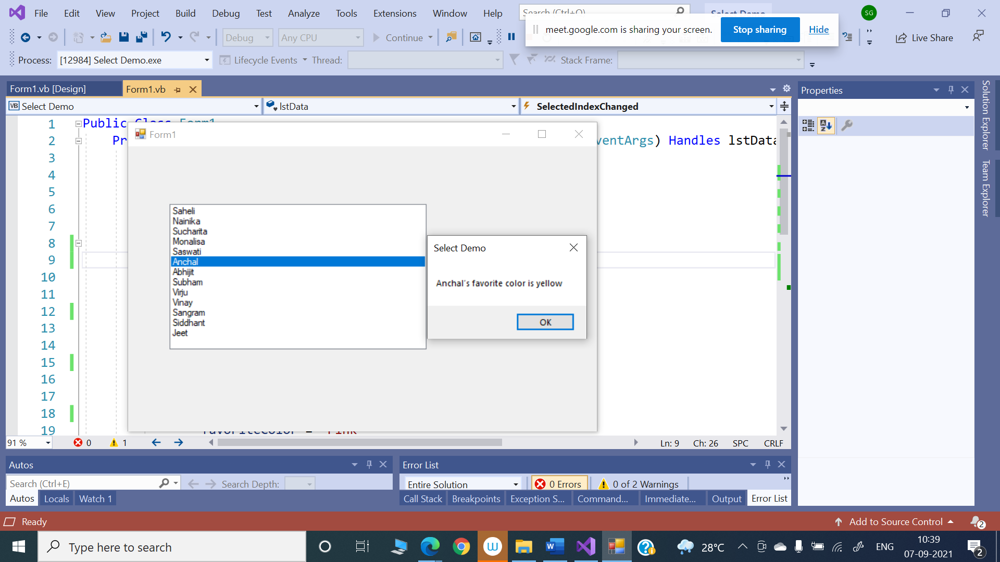 File Edit View Project Build Debug Test Analyze Tools Extensions Window Help
SG
meet.google.com is sharing your screen. Stop sharing Hide
Debug Any CPU Continue Live Share
Process: [12984] Select Demo.exe Lifecycle Events Thread: Stack Frame:
Form1.vb [Design] Form1.vb
Properties
VB Select Demo lstData SelectedIndexChanged
Solution Explorer
Team Explorer
1 Public
2 Pr ventArgs) Handles lstData
3
4
5
6
7
8
9
10
11
12
13
14
15
16
17
18
19
Form1
Saheli
Nainika
Sucharita
Monalisa
Saswati
Anchal
Abhijit
Subham
Virju
Vinay
Sangram
Siddhant
Jeet
Select Demo
Anchal's favorite color is yellow
OK
91 % 0 1 Ln: 9 Ch: 26 SPC CRLF
Autos
Search (Ctrl+E) Search Depth:
Autos Locals Watch 1
Error List
Entire Solution 0 Errors 0 of 2 Warnings
Call Stack Breakpoints Exception S... Command... Immediate... Output Error List
Ready Add to Source Control 2
Type here to search
28°C ENG 10:39
07-09-2021
2